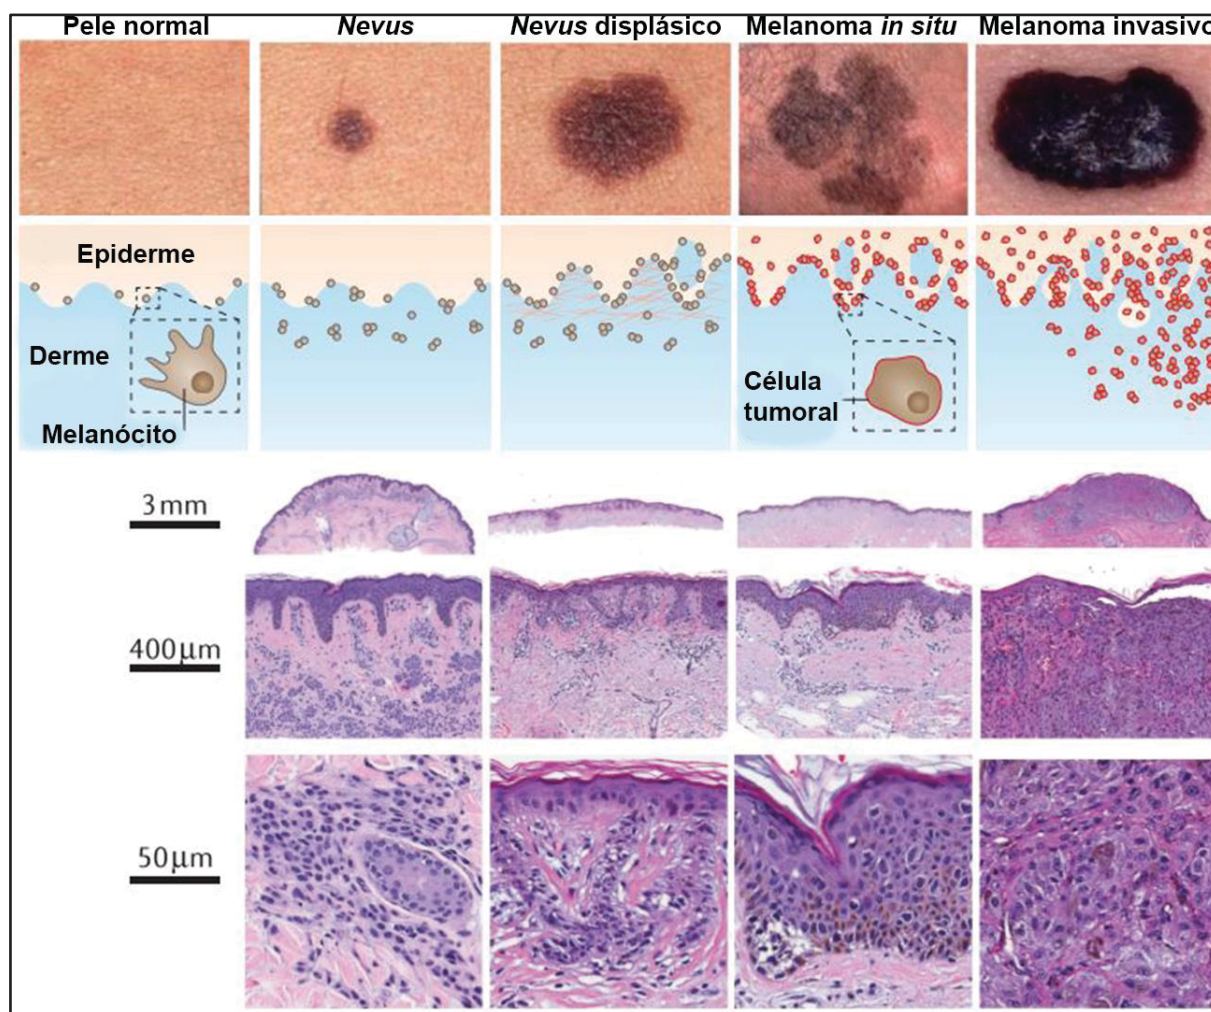 Pele normal
Nevus
Nevus displásico
Melanoma in situ
Melanoma invasivo
Epiderme
Derme
Melanócito
Célula
tumoral
3 mm
400 µm
50 µm